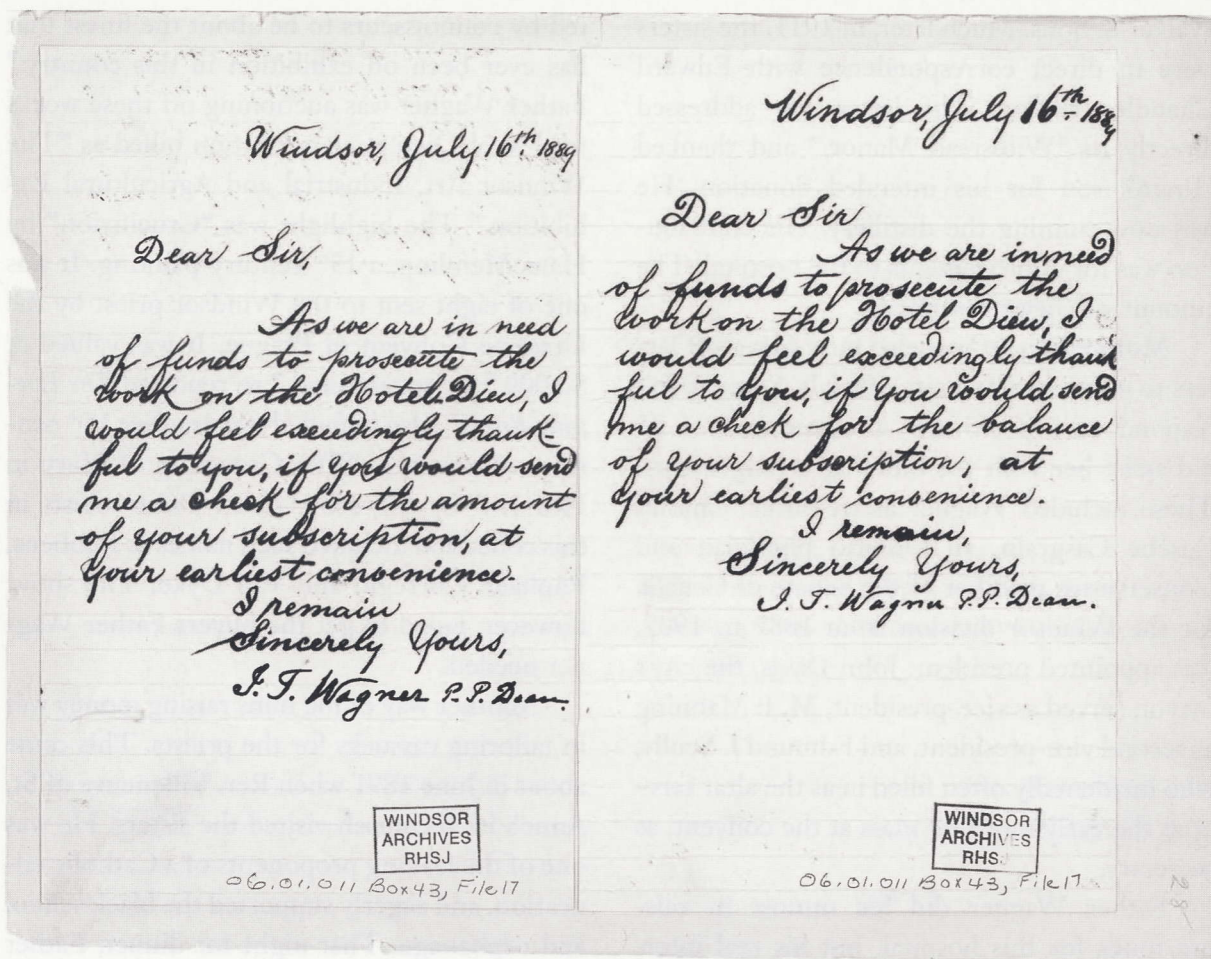 Windsor, July 16th 1889
Dear Sir,
As we are in need
of funds to prosecute the
work on the Hotel Dieu, I
would feel exceedingly thank-
ful to you, if you would send
me a check for the amount
of your subscription, at
your earliest convenience.
I remain
Sincerely Yours,
J. T. Wagner P.P. Dean.
WINDSOR
ARCHIVES
RHSJ
06.01.011 Box 43, File 17
Windsor, July 16th 1889
Dear Sir
As we are in need
of funds to prosecute the
work on the Hotel Dieu, I
would feel exceedingly thank
ful to you, if you would send
me a check for the balance
of your subscription, at
your earliest convenience.
I remain,
Sincerely Yours,
J. T. Wagner P.P. Dean.
WINDSOR
ARCHIVES
RHSJ
06.01.011 Box 43, File 17